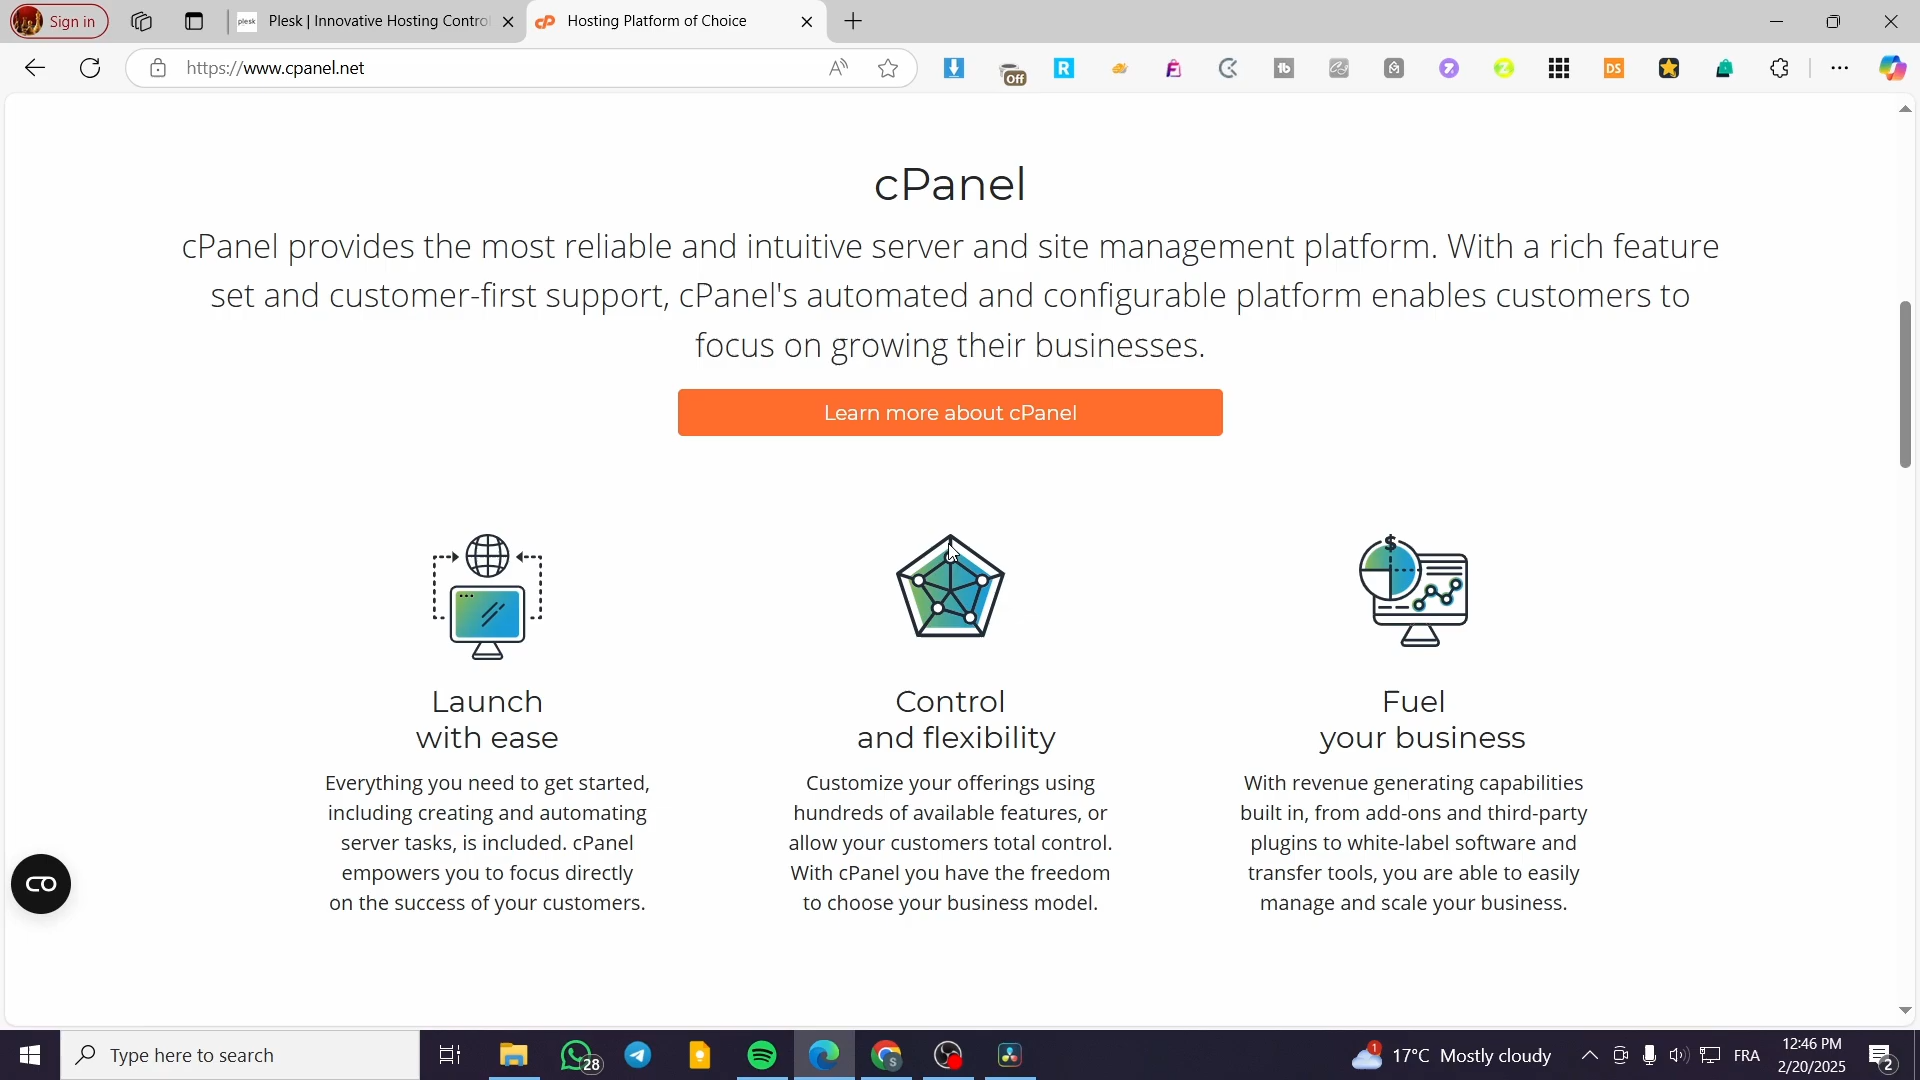 Sign in
plesk
Plesk | Innovative Hosting Control
Hosting Platform of Choice
https://www.cpanel.net
Off
R
tb
DS
cPanel
cPanel provides the most reliable and intuitive server and site management platform. With a rich feature
set and customer-first support, cPanel's automated and configurable platform enables customers to
focus on growing their businesses.
Learn more about cPanel
Launch
with ease
Everything you need to get started,
including creating and automating
server tasks, is included. cPanel
empowers you to focus directly
on the success of your customers.
Control
and flexibility
Customize your offerings using
hundreds of available features, or
allow your customers total control.
With cPanel you have the freedom
to choose your business model.
Fuel
your business
With revenue generating capabilities
built in, from add-ons and third-party
plugins to white-label software and
transfer tools, you are able to easily
manage and scale your business.
Type here to search
28
S
1
17°C Mostly cloudy
FRA
12:46 PM
2/20/2025
2